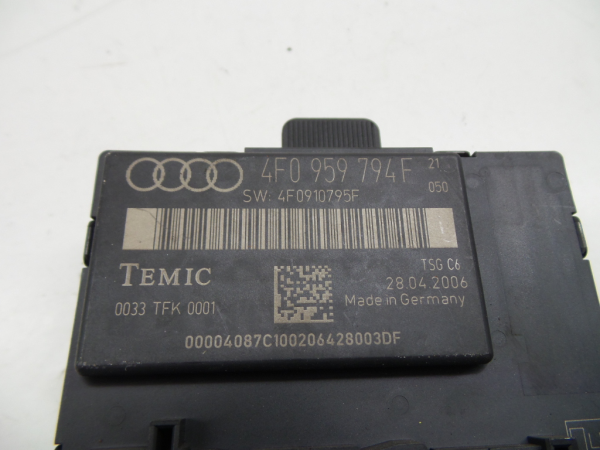 4F0 959 794 F 21
050
SW: 4F0910795F
TEMIC
TSG C6
28.04.2006
0033 TFK 0001
Made in Germany
00004087C100206428003DF